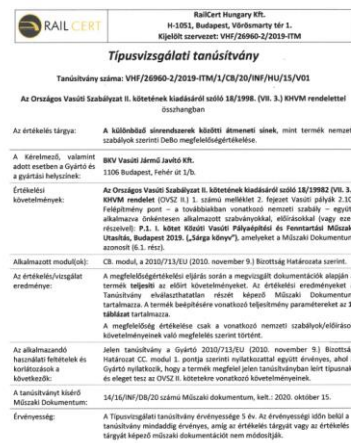 RAIL CERT
RailCert Hungary Kft.
H-1051, Budapest, Vörösmarty tér 1.
Kijelölt szervezet: VHF/26960-2/2019-ITM
Típusvizsgálati tanúsítvány
Tanúsítvány száma: VHF/26960-2/2019-ITM/1/CB/20/INF/HU/15/V01
Az Országos Vasúti Szabályzat II. kötetének kiadásáról szóló 18/1998. (VII. 3.) KHVM rendelettel
összhangban
Az értékelés tárgya:
A különböző sínrendszerek közötti átmeneti sínek, mint termék nemzet
szabályok szerinti DeBo megfelelőségértékelése.
A Kérelmező, valamint
adott esetben a Gyártó és
a gyártási helyszínek:
BKV Vasúti Jármű Javító Kft.
1106 Budapest, Fehér út 1/b.
Értékelési
követelmények:
Az Országos Vasúti Szabályzat II. kötetének kiadásáról szóló 18/19982 (VII. 3.
KHVM rendelet (OVSZ II.) 1. számú melléklet 2. fejezet Vasúti pályák 2.10
Felépítmény pont – a továbbiakban vonatkozó nemzeti szabály – együt
alkalmazva önkéntesen alkalmazott szabványokkal, előírásokkal (vagy eze
részeivel): P.1. I. kötet Közúti Vasúti Pályaépítési és Fenntartási Műszak
Utasítás, Budapest 2019. („Sárga könyv"), amelyeket a Műszaki Dokumentum
azonosít (6.1. rész).
Alkalmazott modul(ok):
CB. modul, a 2010/713/EU (2010. november 9.) Bizottság Határozata szerint.
Az értékelés/vizsgálat
eredménye:
A megfelelőségértékelési eljárás során a megvizsgált dokumentációk alapján
termék teljesíti az előírt követelményeket. Az értékelési eredményeket
Tanúsítvány elválaszthatatlan részét képező Műszaki Dokumentum
tartalmazza. A termék beépítésére vonatkozó teljesítmény paramétereket az 1
táblázat tartalmazza.
A megfelelőség értékelése csak a vonatkozó nemzeti szabályok/előíráso
követelményeinek való megfelelés szerint történt.
Az alkalmazandó
használati feltételek és
korlátozások a
következők:
Jelen tanúsítvány a Gyártó 2010/713/EU (2010. november 9.) Bizottsá
Határozat CC. modul 1. pontja szerinti nyilatkozattal együtt érvényes, ahol
Gyártó nyilatkozik, hogy a termék megfelel jelen tanúsítványban leírt típusnak
és eleget tesz az OVSZ II. kötetekre vonatkozó követelményeinek.
A tanúsítványt kísérő
Műszaki Dokumentum:
14/16/INF/DB/20 számú Műszaki dokumentum, kelt.: 2020. október 15.
Érvényesség:
A Típusvizsgálati tanúsítvány érvényessége 5 év. Az érvényességi időn belül a
tanúsítvány mindaddig érvényes, amíg az értékelés tárgyát vagy az értékelés
tárgyát képező műszaki dokumentációt nem módosítják.